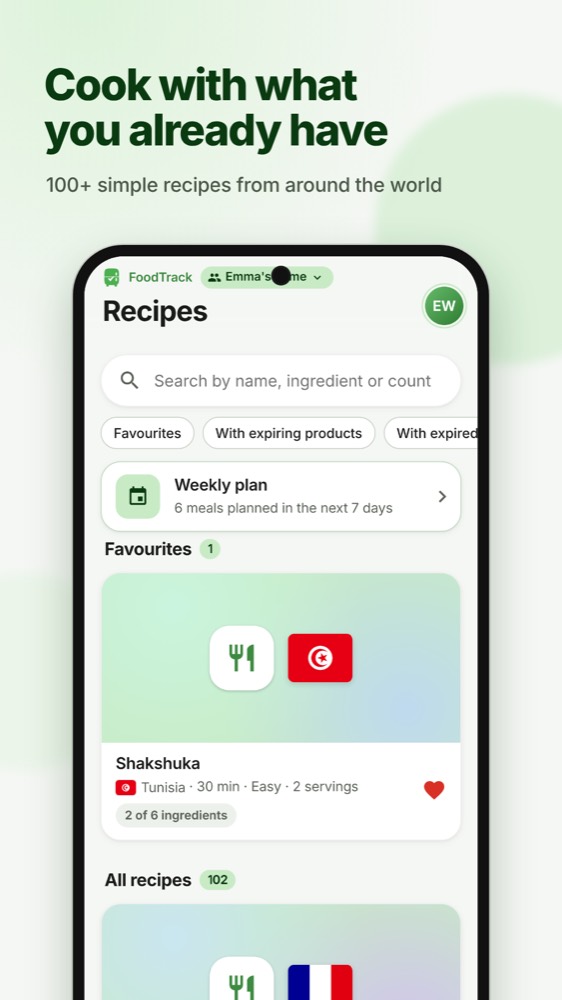 Cook with what
you already have
100+ simple recipes from around the world
FoodTrack
Emma's
Recipes
EW
Search by name, ingredient or count
Favourites
With expiring products
With expired
Weekly plan
6 meals planned in the next 7 days
Favourites 1
Shakshuka
Tunisia · 30 min · Easy · 2 servings
2 of 6 ingredients
All recipes 102